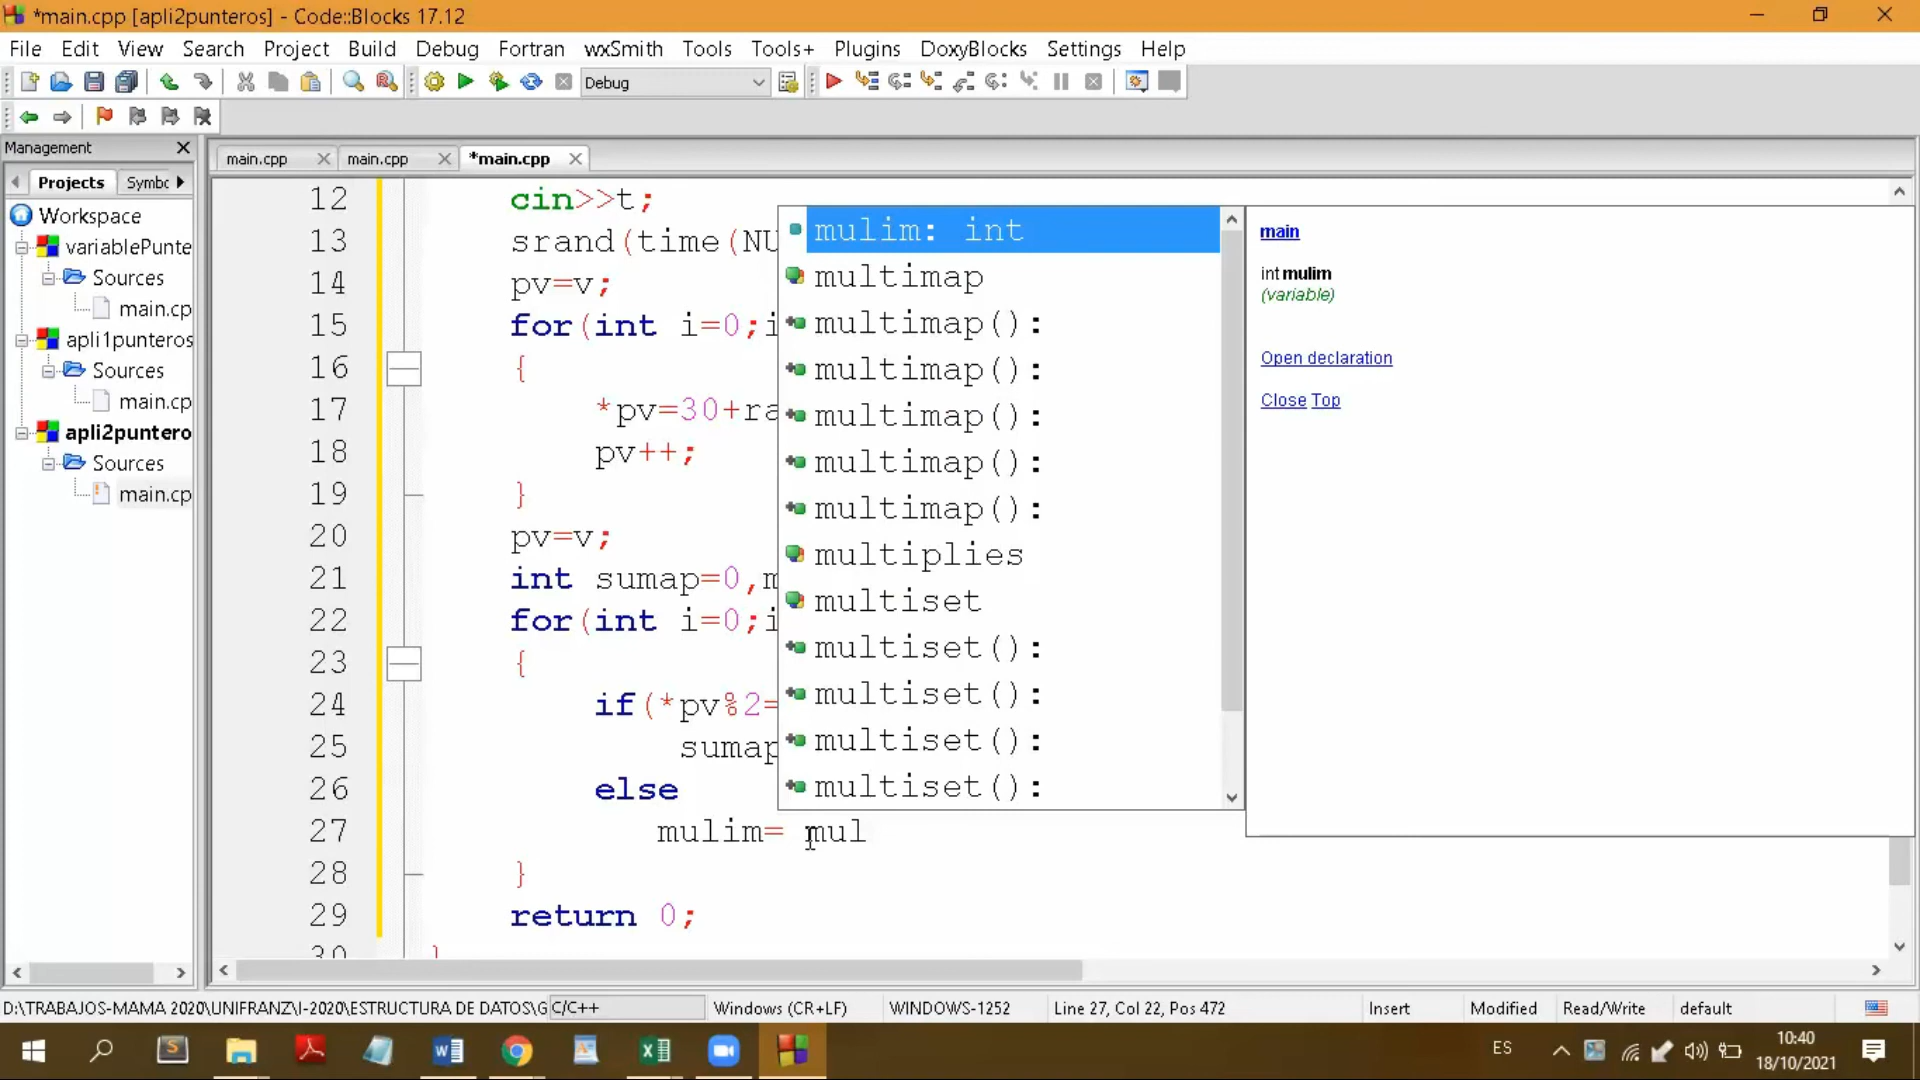 *main.cpp [apli2punteros] - Code::Blocks 17.12
File Edit View Search Project Build Debug Fortran wxSmith Tools Tools+ Plugins DoxyBlocks Settings Help
Debug
Management
main.cpp main.cpp *main.cpp
Projects Symbc
Workspace
variablePunte
Sources
main.cp
apli1punteros
Sources
main.cp
apli2puntero
Sources
main.cp
12 cin>>t;
13 srand(time(NU
14 pv=v;
15 for(int i=0;i
16 {
17 *pv=30+ra
18 pv++;
19 }
20 pv=v;
21 int sumap=0,m
22 for(int i=0;i
23 {
24 if(*pv%2=
25 sumap
26 else
27 mulim= mul
28 }
29 return 0;
30 }
mulim: int
multimap
multimap():
multimap():
multimap():
multimap():
multimap():
multiplies
multiset
multiset():
multiset():
multiset():
multiset():
main
int mulim
(variable)
Open declaration
Close Top
D:\TRABAJOS-MAMA 2020\UNIFRANZ\I-2020\ESTRUCTURA DE DATOS\G C/C++ Windows (CR+LF) WINDOWS-1252 Line 27, Col 22, Pos 472 Insert Modified Read/Write default
ES
10:40
18/10/2021